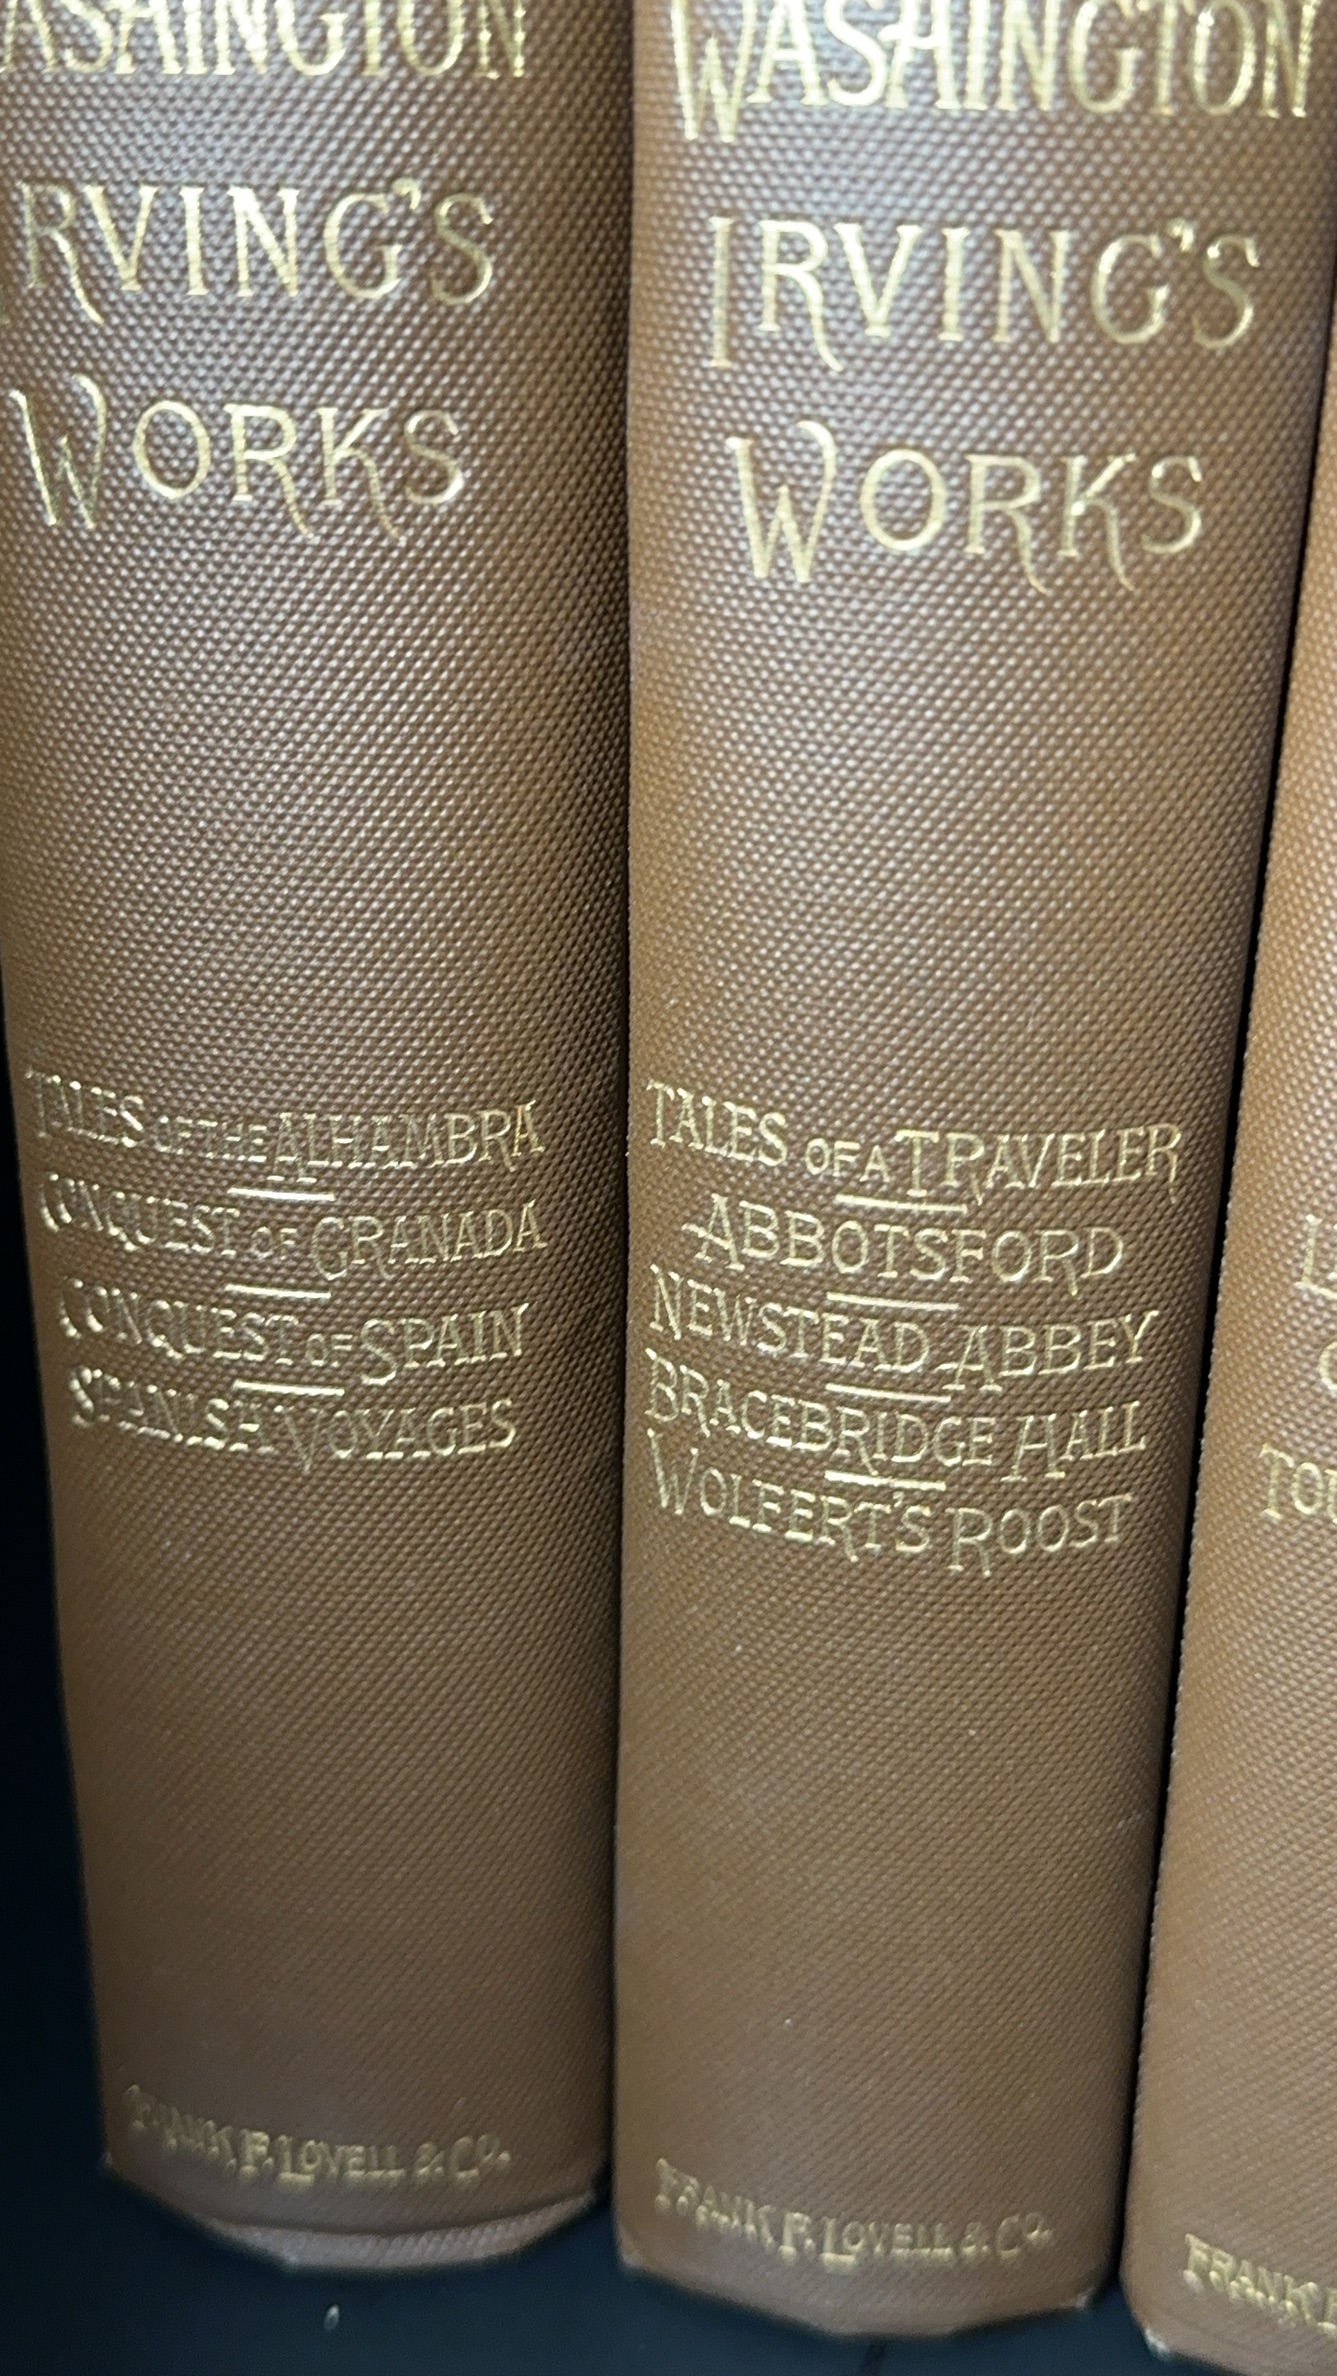 WASHINGTON
IRVING'S
WORKS
TALES OF THE ALHAMBRA
CONQUEST OF GRANADA
CONQUEST OF SPAIN
SPANISH VOYAGES
FRANK F. LOVELL & CO.
WASHINGTON
IRVING'S
WORKS
TALES OF A TRAVELER
ABBOTSFORD
NEWSTEAD ABBEY
BRACEBRIDGE HALL
WOLFERT'S ROOST
FRANK F. LOVELL & CO.
FRANK